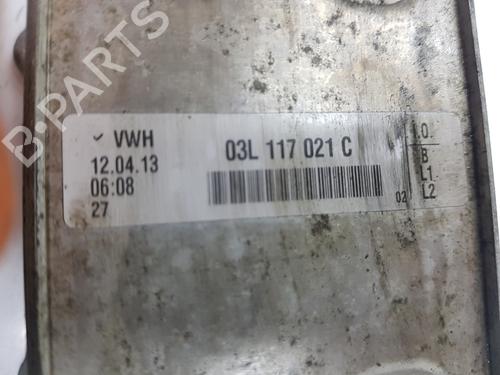 B-PARTS
✓ VWH
03L 117 021 C
12.04.13
06:08
27
02
I.O.
B
L1
L2